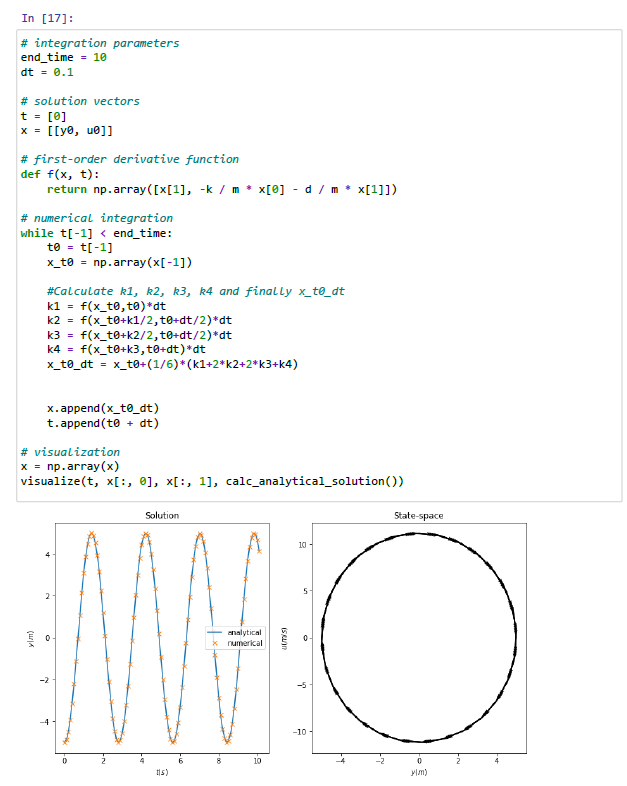 In [17]:
# integration parameters
end_time = 10
dt = 0.1
# solution vectors
t = [0]
x = [[y0, u0]]
# first-order derivative function
def f(x, t):
    return np.array([x[1], -k / m * x[0] - d / m * x[1]])
# numerical integration
while t[-1] < end_time:
    t0 = t[-1]
    x_t0 = np.array(x[-1])
    #Calculate k1, k2, k3, k4 and finally x_t0_dt
    k1 = f(x_t0,t0)*dt
    k2 = f(x_t0+k1/2,t0+dt/2)*dt
    k3 = f(x_t0+k2/2,t0+dt/2)*dt
    k4 = f(x_t0+k3,t0+dt)*dt
    x_t0_dt = x_t0+(1/6)*(k1+2*k2+2*k3+k4)
    x.append(x_t0_dt)
    t.append(t0 + dt)
# visualization
x = np.array(x)
visualize(t, x[:, 0], x[:, 1], calc_analytical_solution())
Solution
4
2
0
−2
−4
y(m)
analytical
numerical
0 2 4 6 8 10
t(s)
State-space
10
5
0
−5
−10
u(m/s)
−4 −2 0 2 4
y(m)